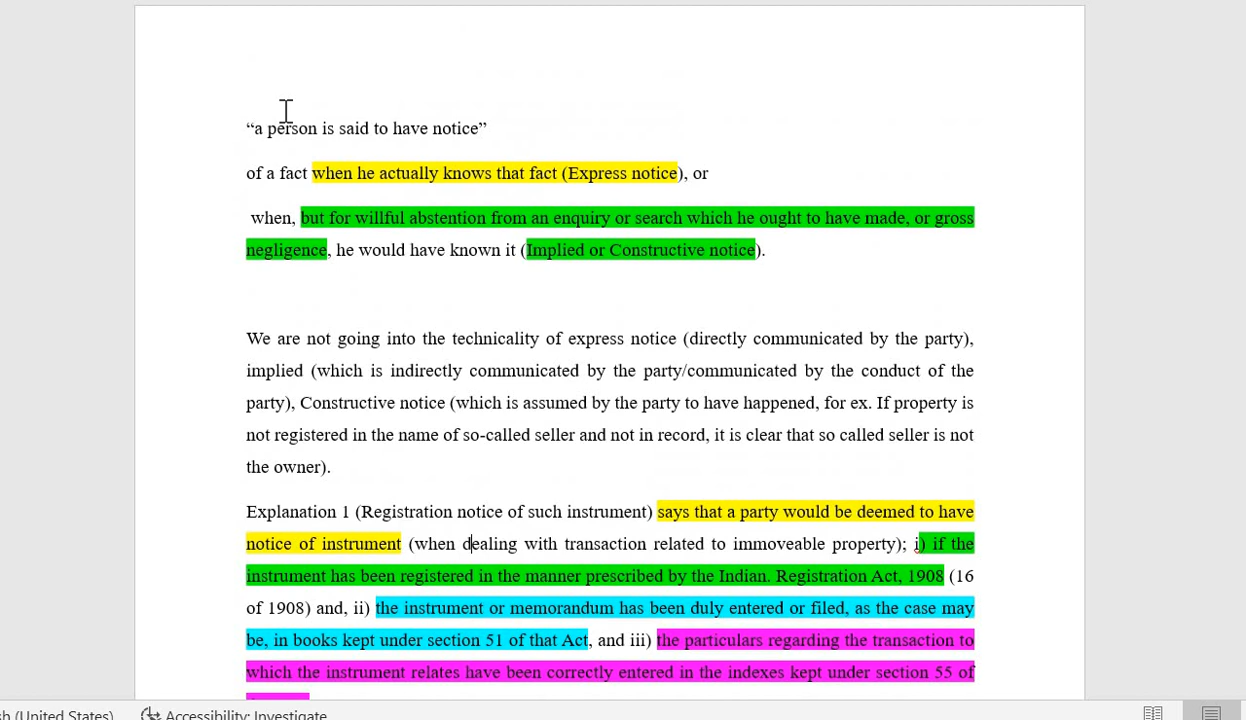 “a person is said to have notice”
of a fact when he actually knows that fact (Express notice), or
when, but for willful abstention from an enquiry or search which he ought to have made, or gross
negligence, he would have known it (Implied or Constructive notice).
We are not going into the technicality of express notice (directly communicated by the party),
implied (which is indirectly communicated by the party/communicated by the conduct of the
party), Constructive notice (which is assumed by the party to have happened, for ex. If property is
not registered in the name of so-called seller and not in record, it is clear that so called seller is not
the owner).
Explanation 1 (Registration notice of such instrument) says that a party would be deemed to have
notice of instrument (when dealing with transaction related to immoveable property); i) if the
instrument has been registered in the manner prescribed by the Indian. Registration Act, 1908 (16
of 1908) and, ii) the instrument or memorandum has been duly entered or filed, as the case may
be, in books kept under section 51 of that Act, and iii) the particulars regarding the transaction to
which the instrument relates have been correctly entered in the indexes kept under section 55 of
(United States) Accessibility: Investigate